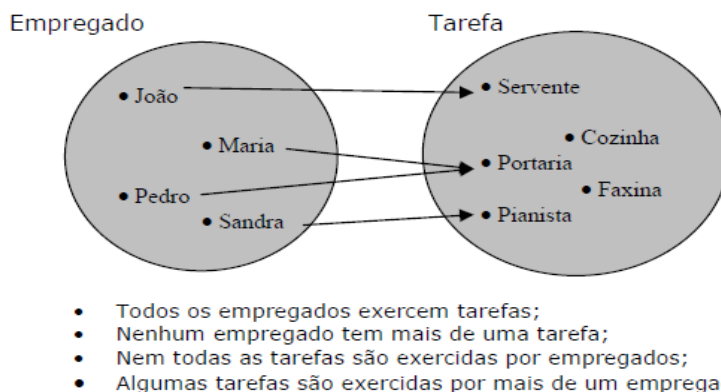 Empregado Tarefa
• João
• Maria
• Pedro
• Sandra
• Servente
• Cozinha
• Portaria
• Faxina
• Pianista
• Todos os empregados exercem tarefas;
• Nenhum empregado tem mais de uma tarefa;
• Nem todas as tarefas são exercidas por empregados;
• Algumas tarefas são exercidas por mais de um emprega